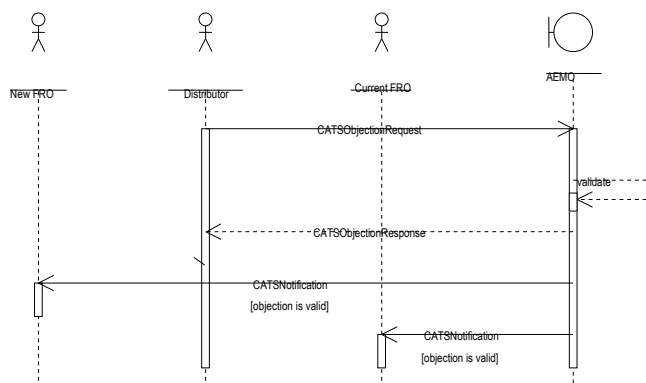 New FRO
Distributor
Current FRO
AEMO
CATSObjectionRequest
validate
CATSObjectionResponse
CATSNotification
[objection is valid]
CATSNotification
[objection is valid]